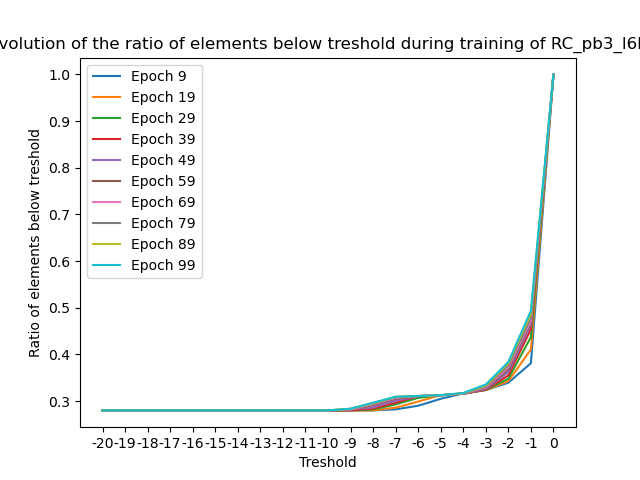 volution of the ratio of elements below treshold during training of RC_pb3_l6
1.0
0.9
0.8
0.7
0.6
0.5
0.4
0.3
Ratio of elements below treshold
Epoch 9
Epoch 19
Epoch 29
Epoch 39
Epoch 49
Epoch 59
Epoch 69
Epoch 79
Epoch 89
Epoch 99
-20 -19 -18 -17 -16 -15 -14 -13 -12 -11 -10 -9 -8 -7 -6 -5 -4 -3 -2 -1 0
Treshold